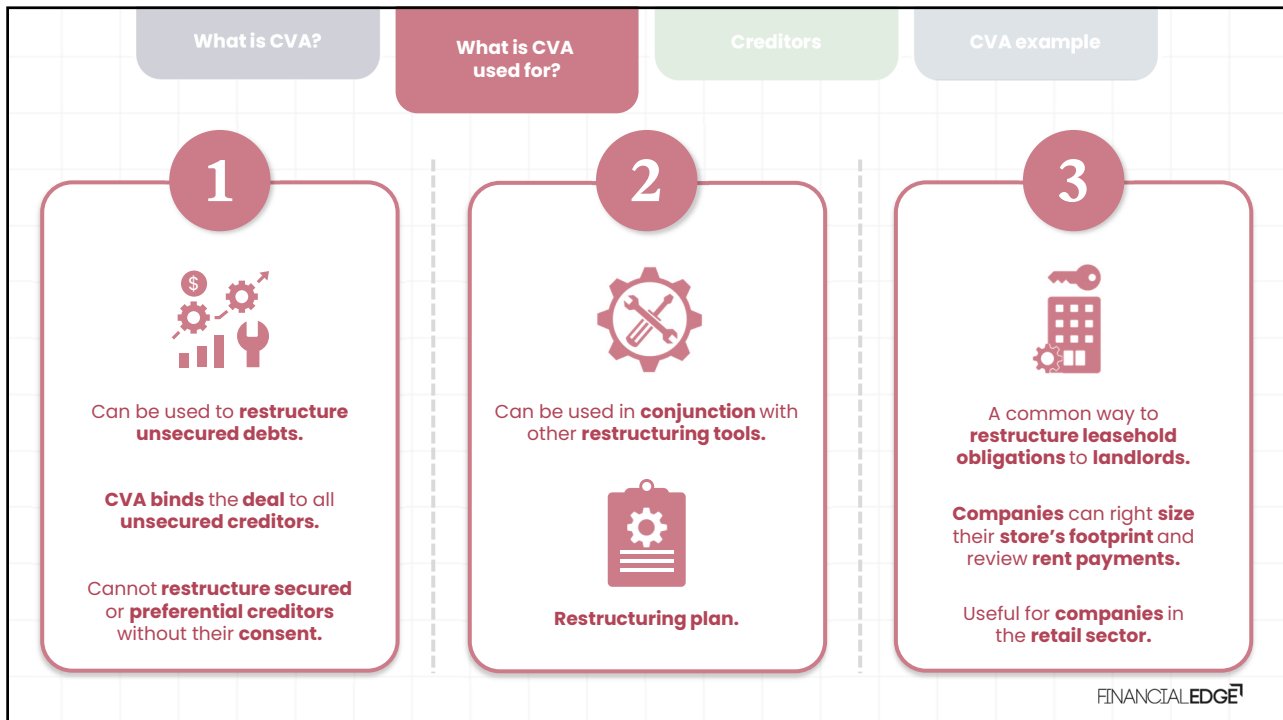 What is CVA?
What is CVA
used for?
Creditors
CVA example
1
$
Can be used to restructure
unsecured debts.
CVA binds the deal to all
unsecured creditors.
Cannot restructure secured
or preferential creditors
without their consent.
2
Can be used in conjunction with
other restructuring tools.
Restructuring plan.
3
A common way to
restructure leasehold
obligations to landlords.
Companies can right size
their store's footprint and
review rent payments.
Useful for companies in
the retail sector.
FINANCIALEDGE